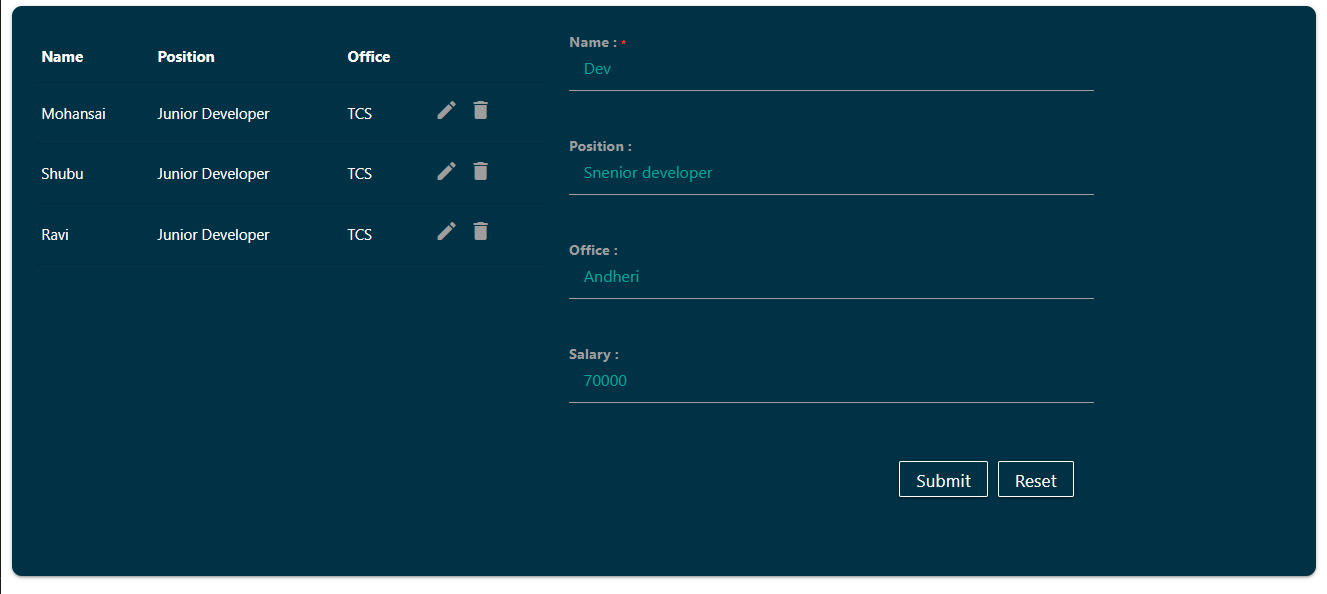 Name Position Office
Mohansai Junior Developer TCS
Shubu Junior Developer TCS
Ravi Junior Developer TCS
Name : *
Dev
Position :
Snenior developer
Office :
Andheri
Salary :
70000
Submit Reset